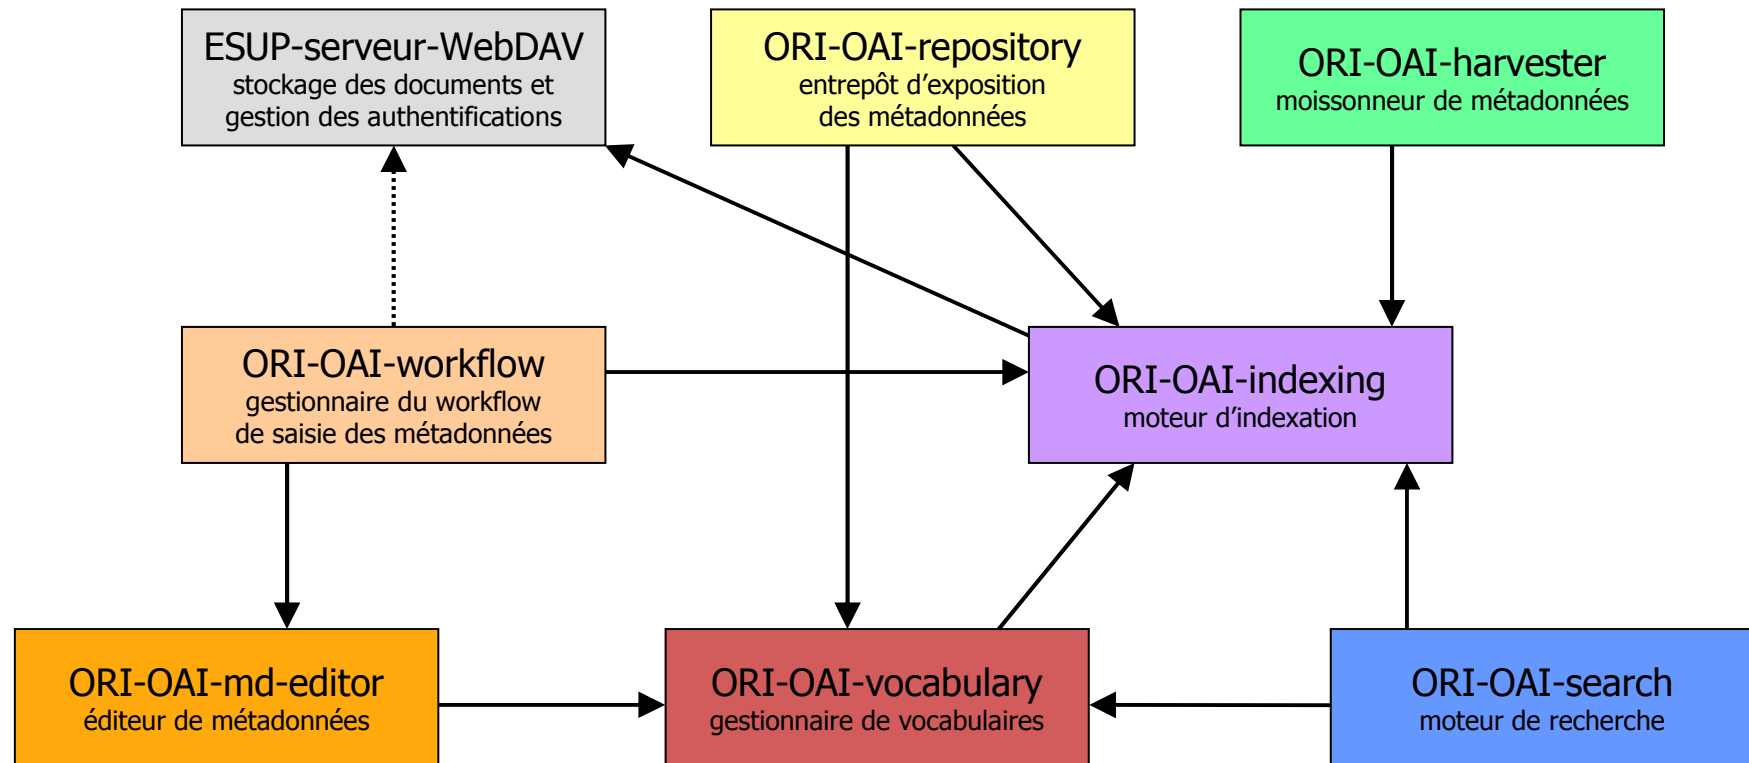 ESUP-serveur-WebDAV
stockage des documents et
gestion des authentifications
ORI-OAI-repository
entrepôt d’exposition
des métadonnées
ORI-OAI-harvester
moissonneur de métadonnées
ORI-OAI-workflow
gestionnaire du workflow
de saisie des métadonnées
ORI-OAI-indexing
moteur d’indexation
ORI-OAI-md-editor
éditeur de métadonnées
ORI-OAI-vocabulary
gestionnaire de vocabulaires
ORI-OAI-search
moteur de recherche